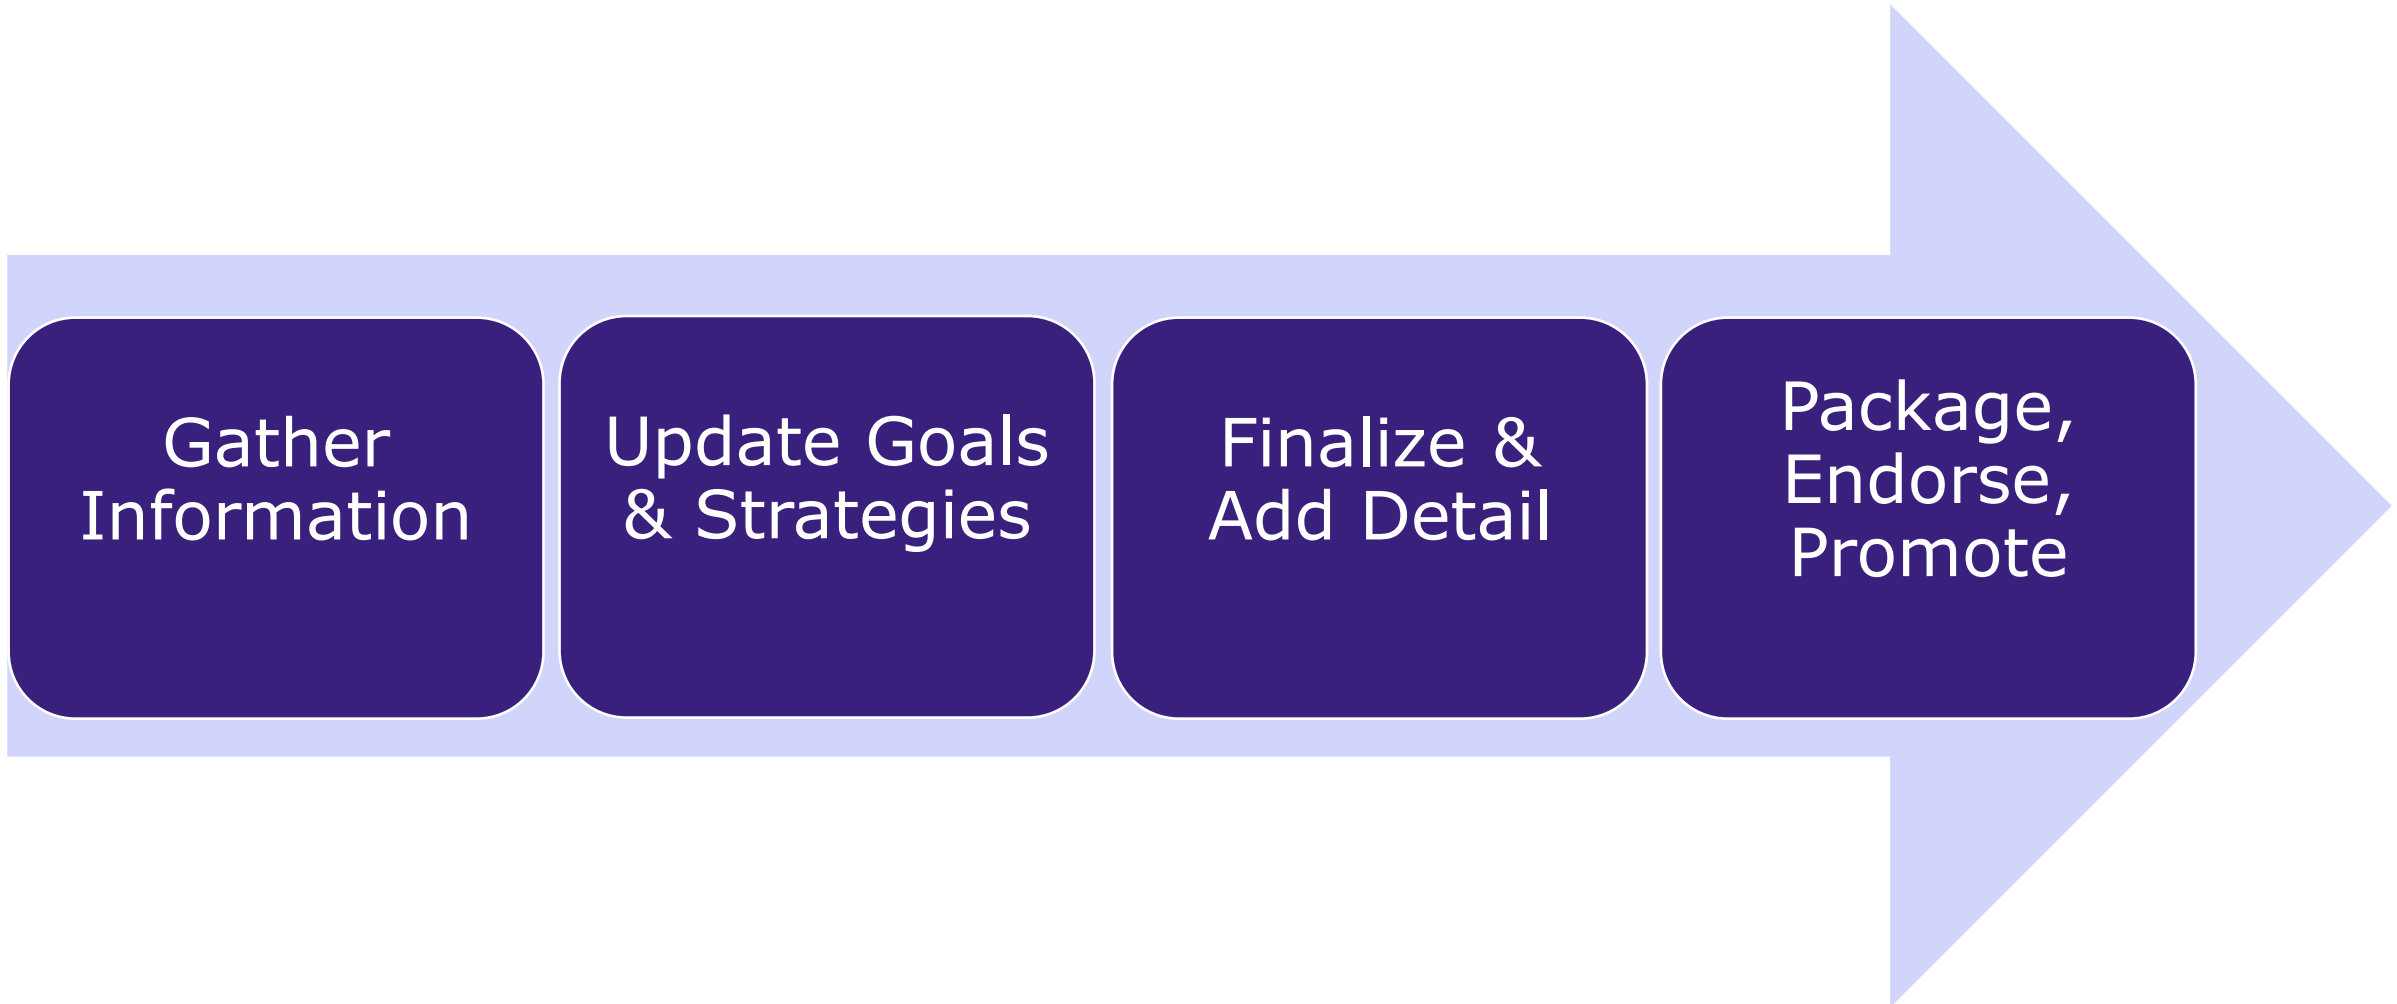 Gather
Information
Update Goals
& Strategies
Finalize &
Add Detail
Package,
Endorse,
Promote